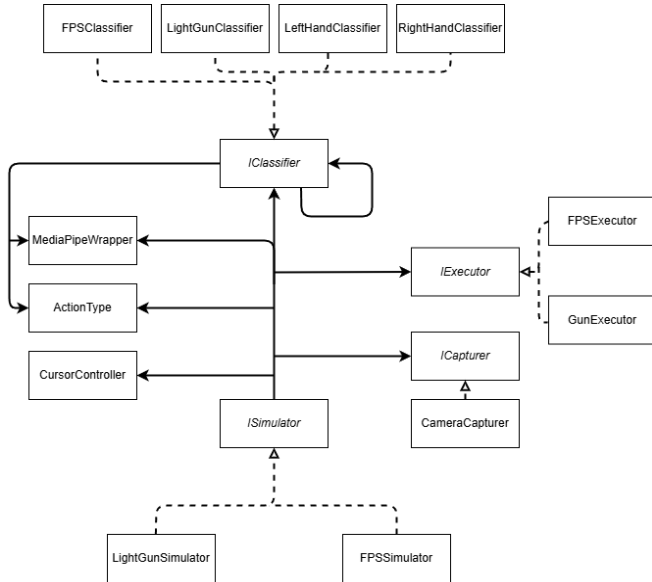 FPSClassifier
LightGunClassifier
LeftHandClassifier
RightHandClassifier
IClassifier
MediaPipeWrapper
FPSExecutor
IExecutor
ActionType
GunExecutor
ICapturer
CursorController
ISimulator
CameraCapturer
LightGunSimulator
FPSSimulator